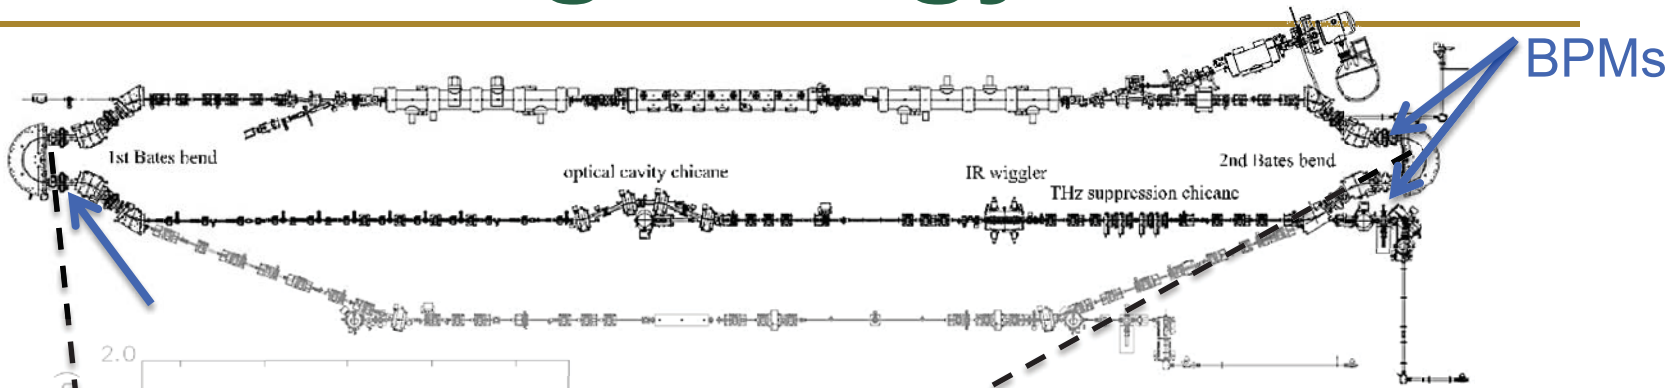 BPMs
1st Bates bend
2nd Bates bend
optical cavity chicane
IR wiggler
THz suppression chicane
2.0